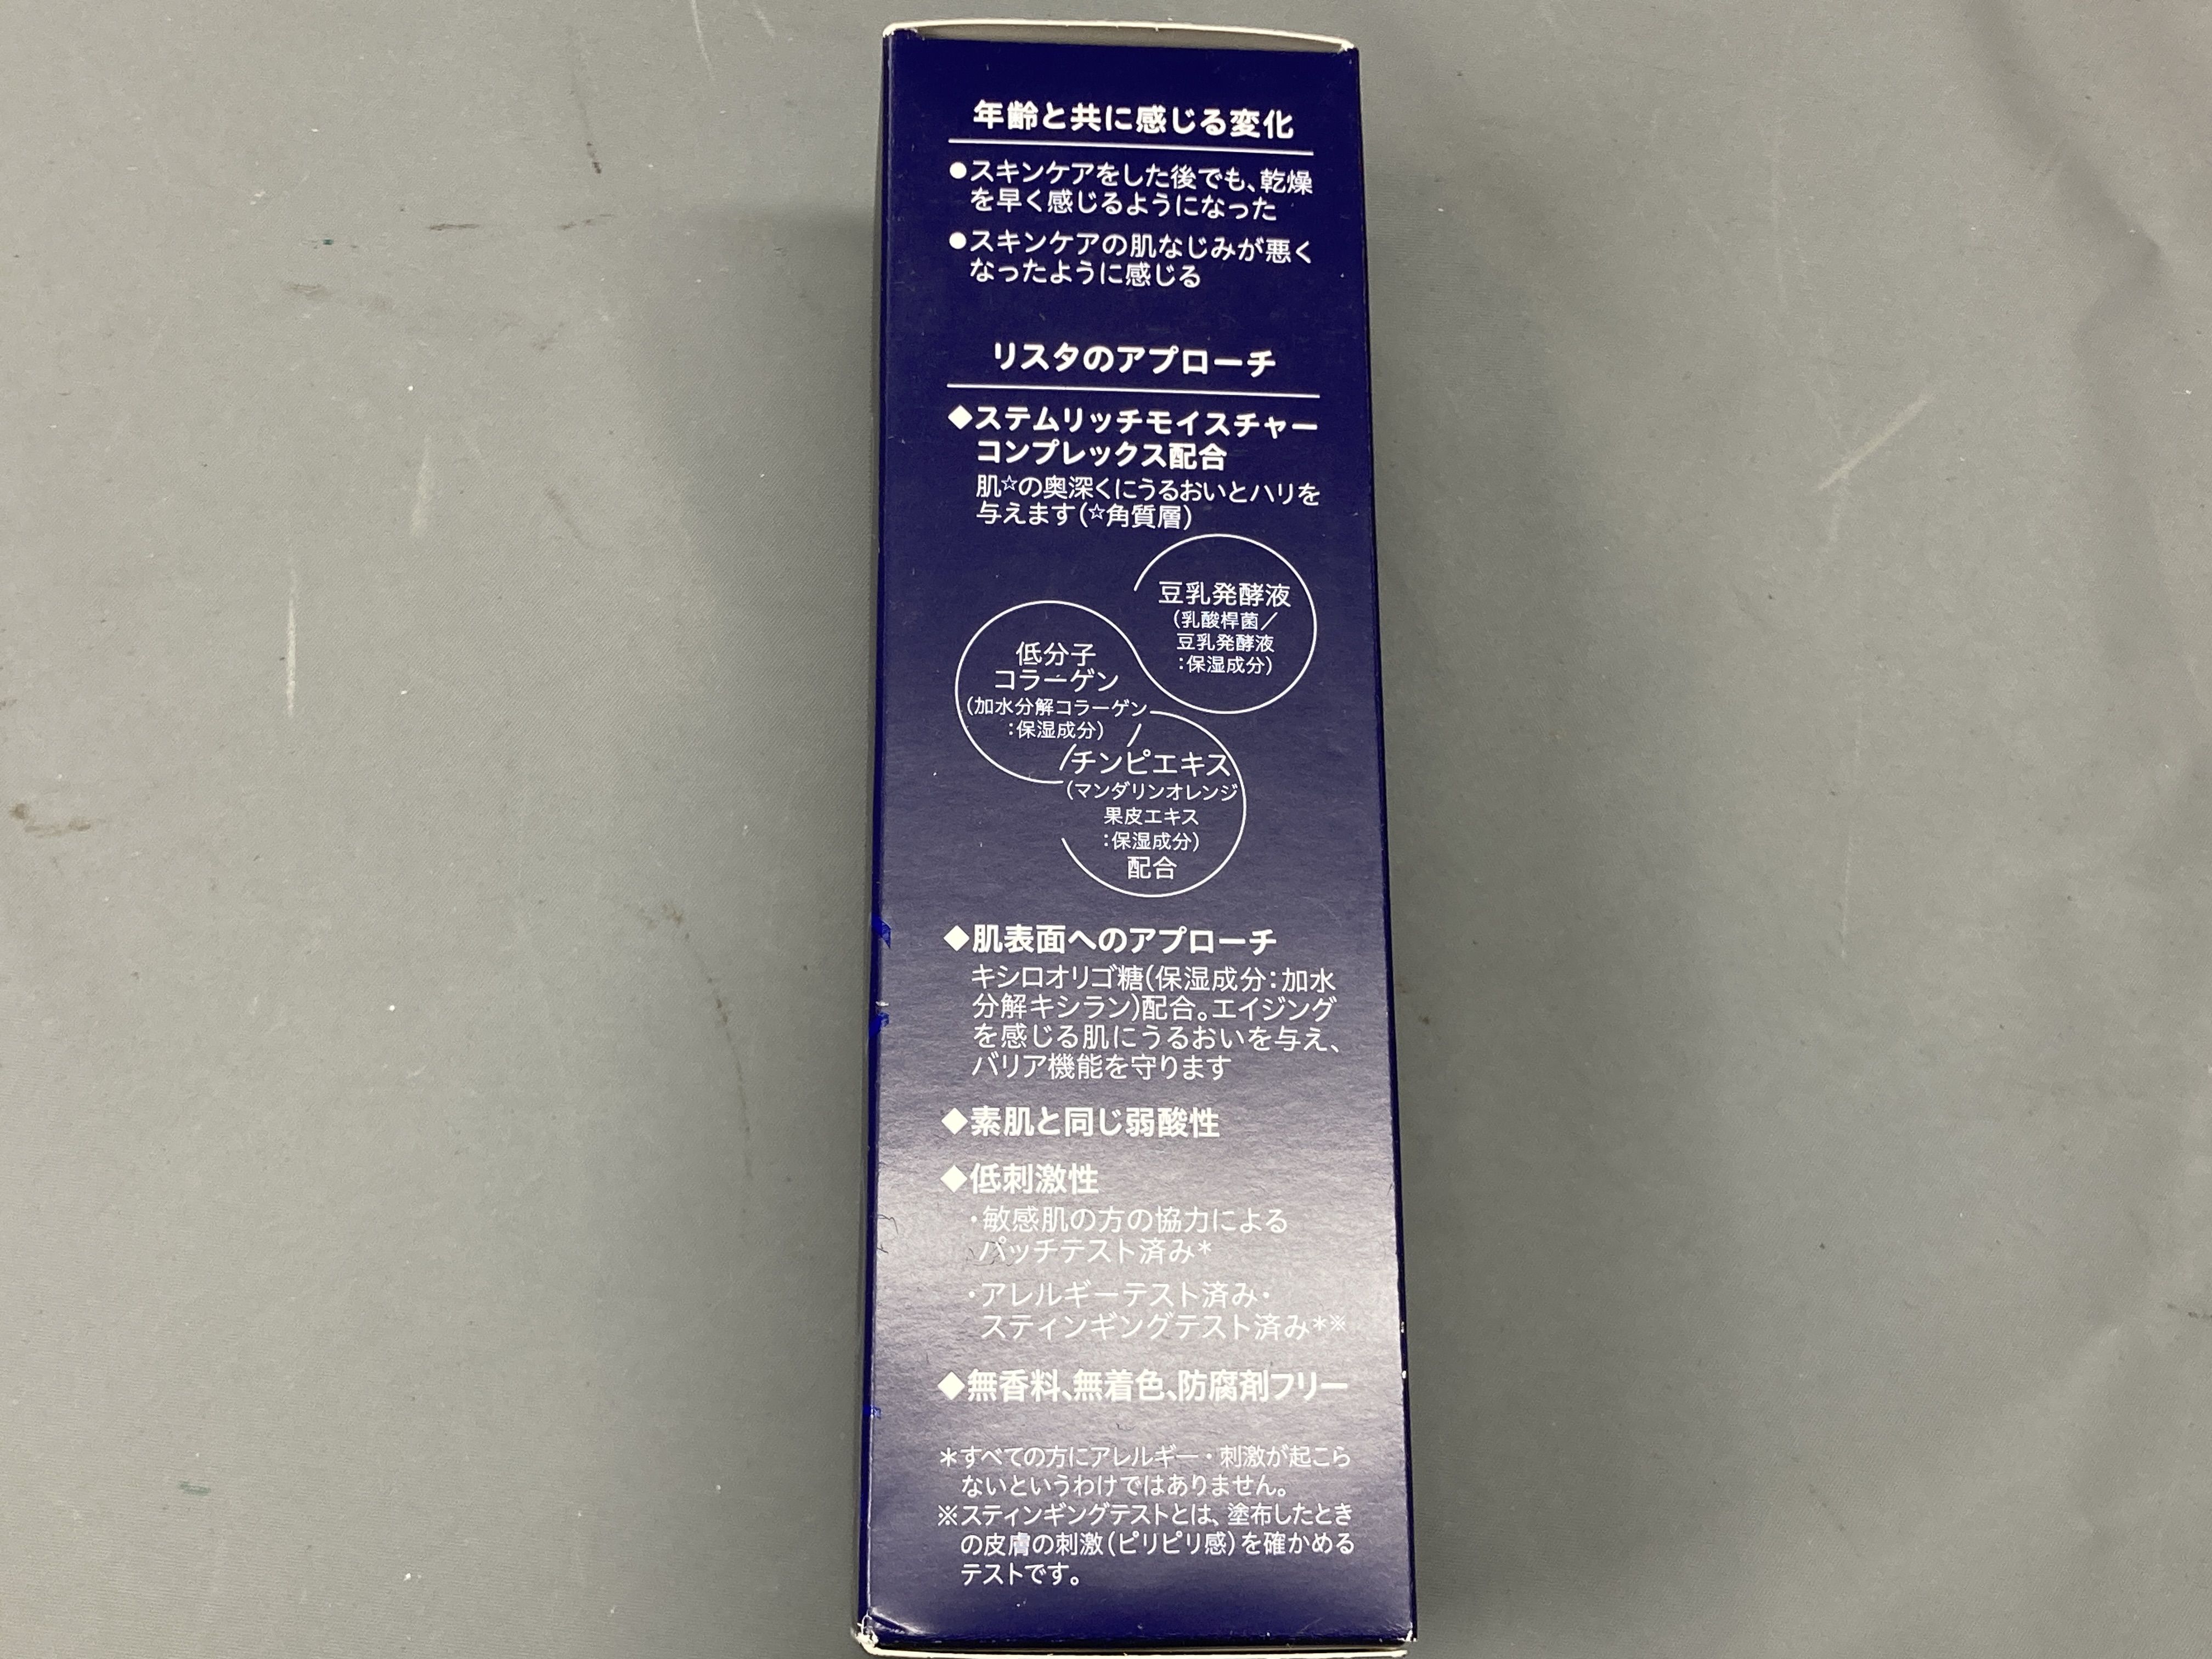 年齢と共に感じる変化
●スキンケアをした後でも、乾燥
を早く感じるようになった
●スキンケアの肌なじみが悪く
なったように感じる
リスタのアプローチ
◆ステムリッチモイスチャー
コンプレックス配合
肌☆の奥深くにうるおいとハリを
与えます(☆角質層)
豆乳発酵液
(乳酸桿菌/
豆乳発酵液
:保湿成分)
低分子
コラーゲン
(加水分解コラーゲン
:保湿成分)
チンピエキス
(マンダリンオレンジ
果皮エキス
:保湿成分)
配合
◆肌表面へのアプローチ
キシロオリゴ糖(保湿成分:加水
分解キシラン)配合。エイジング
を感じる肌にうるおいを与え、
バリア機能を守ります
◆素肌と同じ弱酸性
◆低刺激性
・敏感肌の方の協力による
パッチテスト済み*
・アレルギーテスト済み・
スティンギングテスト済み*※
◆無香料、無着色、防腐剤フリー
*すべての方にアレルギー・刺激が起こら
ないというわけではありません。
※スティンギングテストとは、塗布したとき
の皮膚の刺激(ピリピリ感)を確かめる
テストです。